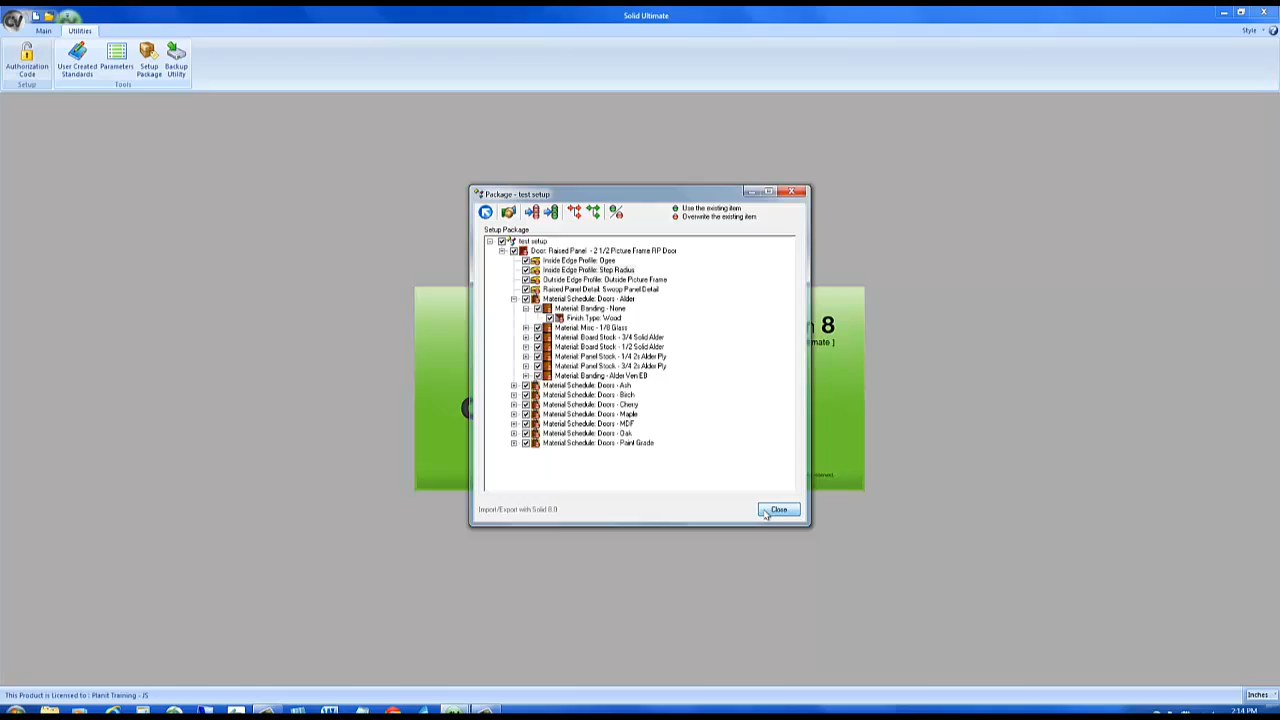 Solid Ultimate
Main
Utilities
Style
Authorization Code
User Created Standards
Parameters
Setup Package
Backup Utility
Setup
Tools
Package - test setup
Use the existing item
Overwrite the existing item
Setup Package
test setup
Door: Raised Panel - 2 1/2 Picture Frame RP Door
Inside Edge Profile: Ogee
Inside Edge Profile: Step Radius
Outside Edge Profile: Outside Picture Frame
Raised Panel Detail: Swoop Panel Detail
Material Schedule: Doors - Alder
Material: Banding - None
Finish Type: Wood
Material: Misc - 1/8 Glass
Material: Board Stock - 3/4 Solid Alder
Material: Board Stock - 1/2 Solid Alder
Material: Panel Stock - 1/4 2s Alder Ply
Material: Panel Stock - 3/4 2s Alder Ply
Material: Banding - Alder Ven EB
Material Schedule: Doors - Ash
Material Schedule: Doors - Birch
Material Schedule: Doors - Cherry
Material Schedule: Doors - Maple
Material Schedule: Doors - MDF
Material Schedule: Doors - Oak
Material Schedule: Doors - Paint Grade
8
mate ]
Import/Export with Solid 8.0
Close
This Product is Licensed to : Planit Training - JS
Inches
2:14 PM